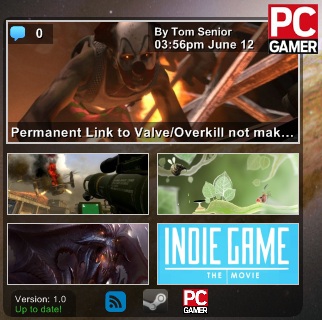 0
By Tom Senior
03:56pm June 12
PC
GAMER
Permanent Link to Valve/Overkill not mak...
INDIE GAME
THE MOVIE
Version: 1.0
Up to date!
PC
GAMER